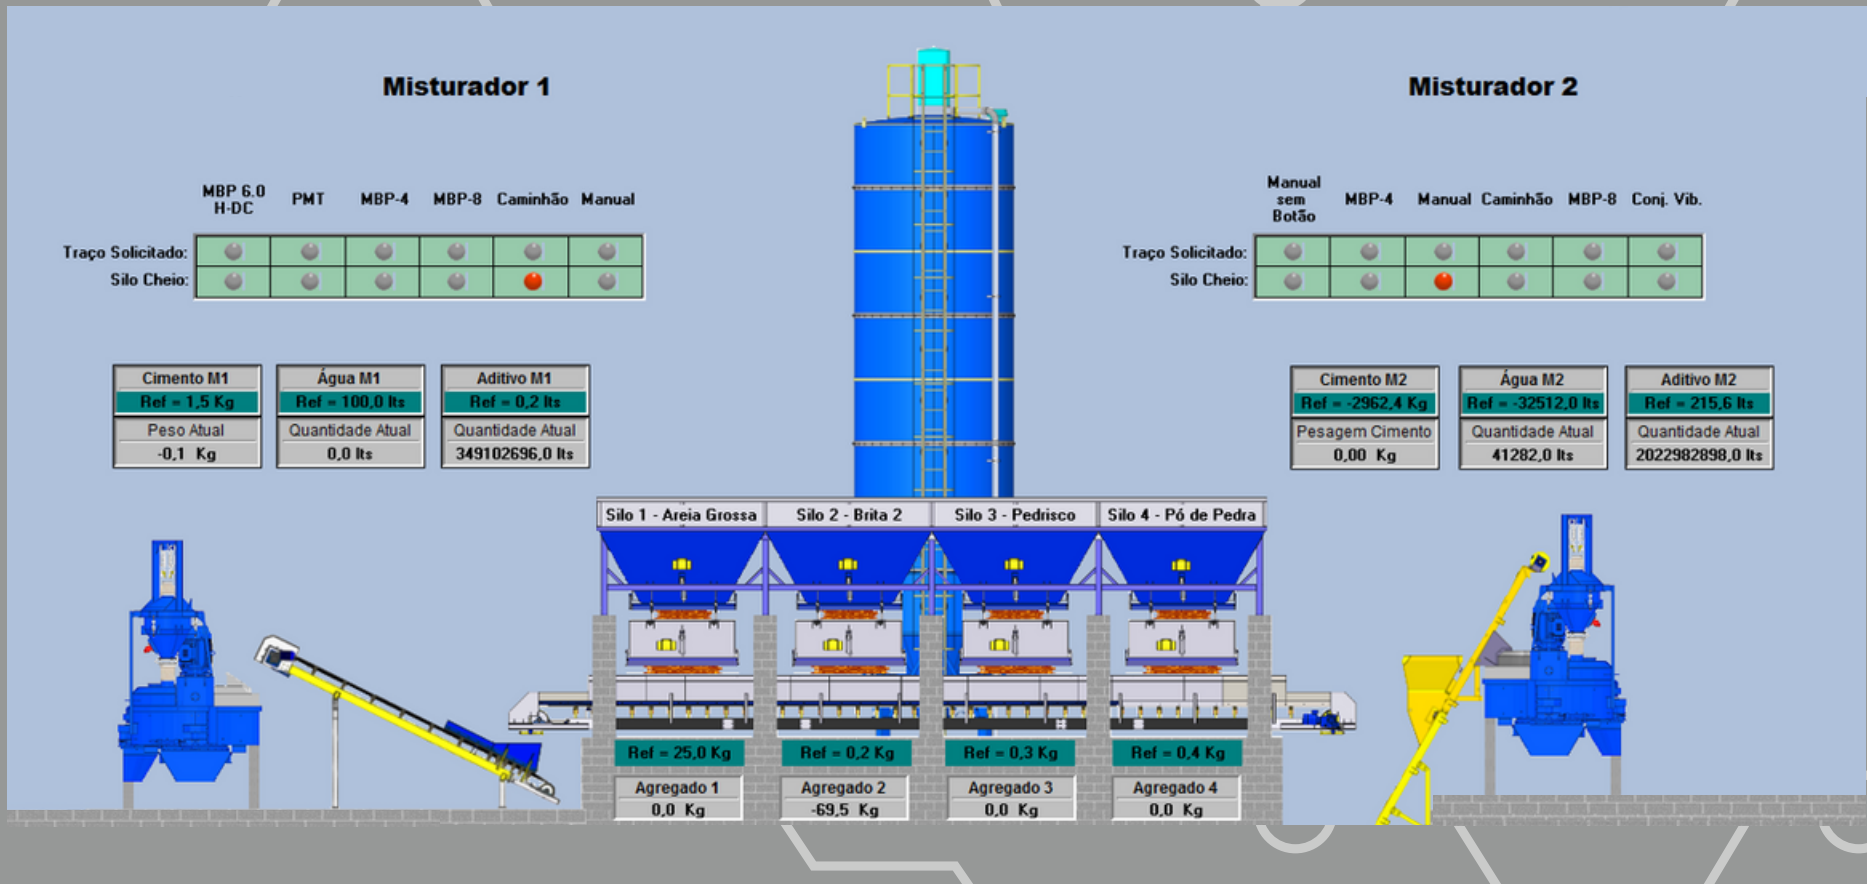 Misturador 1
Misturador 2
MBP 6.0
H-DC
PMT
MBP-4
MBP-8
Caminhão
Manual
Traço Solicitado:
Silo Cheio:
Manual
sem
Botão
MBP-4
Manual
Caminhão
MBP-8
Conj. Vib.
Traço Solicitado:
Silo Cheio:
Cimento M1
Ref = 1,5 Kg
Peso Atual
-0,1 Kg
Água M1
Ref = 100,0 lts
Quantidade Atual
0,0 lts
Aditivo M1
Ref = 0,2 lts
Quantidade Atual
349102696,0 lts
Cimento M2
Ref = -2962,4 Kg
Pesagem Cimento
0,00 Kg
Água M2
Ref = -32512,0 lts
Quantidade Atual
41282,0 lts
Aditivo M2
Ref = 215,6 lts
Quantidade Atual
2022982898,0 lts
Silo 1 - Areia Grossa
Silo 2 - Brita 2
Silo 3 - Pedrisco
Silo 4 - Pó de Pedra
Ref = 25,0 Kg
Ref = 0,2 Kg
Ref = 0,3 Kg
Ref = 0,4 Kg
Agregado 1
0,0 Kg
Agregado 2
-69,5 Kg
Agregado 3
0,0 Kg
Agregado 4
0,0 Kg